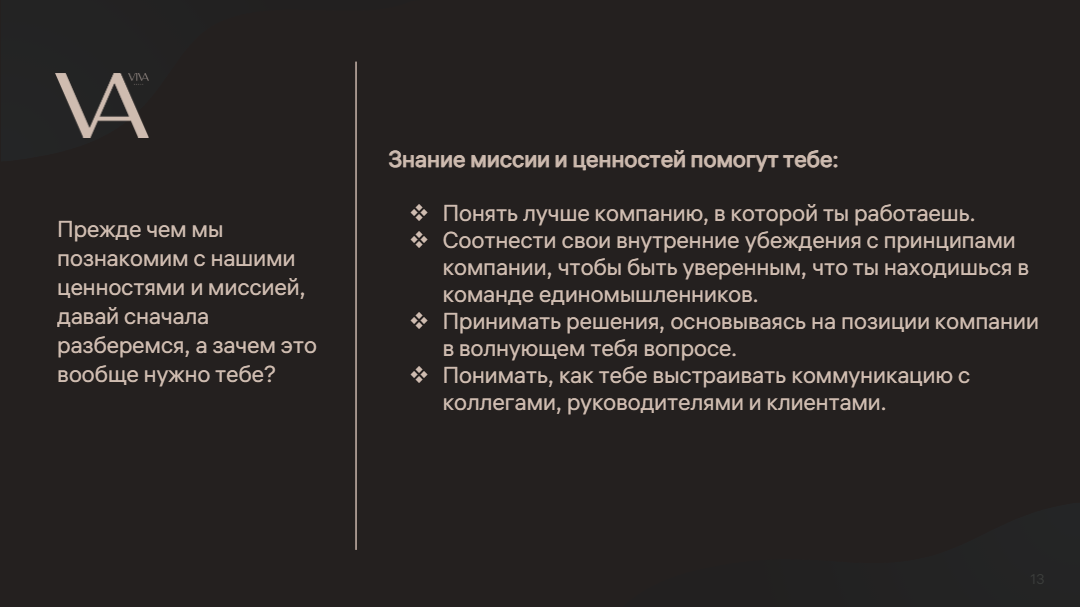 VA
VIVA
Прежде чем мы
познакомим с нашими
ценностями и миссией,
давай сначала
разберемся, а зачем это
вообще нужно тебе?
Знание миссии и ценностей помогут тебе:
❖ Понять лучше компанию, в которой ты работаешь.
❖ Соотнести свои внутренние убеждения с принципами
компании, чтобы быть уверенным, что ты находишься в
команде единомышленников.
❖ Принимать решения, основываясь на позиции компании
в волнующем тебя вопросе.
❖ Понимать, как тебе выстраивать коммуникацию с
коллегами, руководителями и клиентами.
13